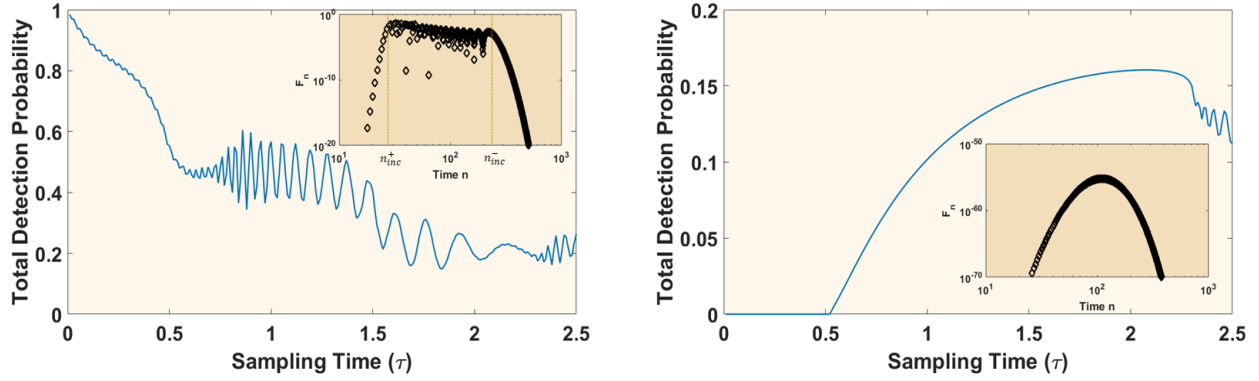 Total Detection Probability
1
0.8
0.6
0.4
0.2
0
0 0.5 1 1.5 2 2.5
Sampling Time (τ)
F_n
10^0
10^-10
10^-20
10^1 n^+_inc 10^2 n^-_inc 10^3
Time n
Total Detection Probability
0.2
0.15
0.1
0.05
0
0 0.5 1 1.5 2 2.5
Sampling Time (τ)
F_n
10^-50
10^-60
10^-70
10^1 10^2 10^3
Time n